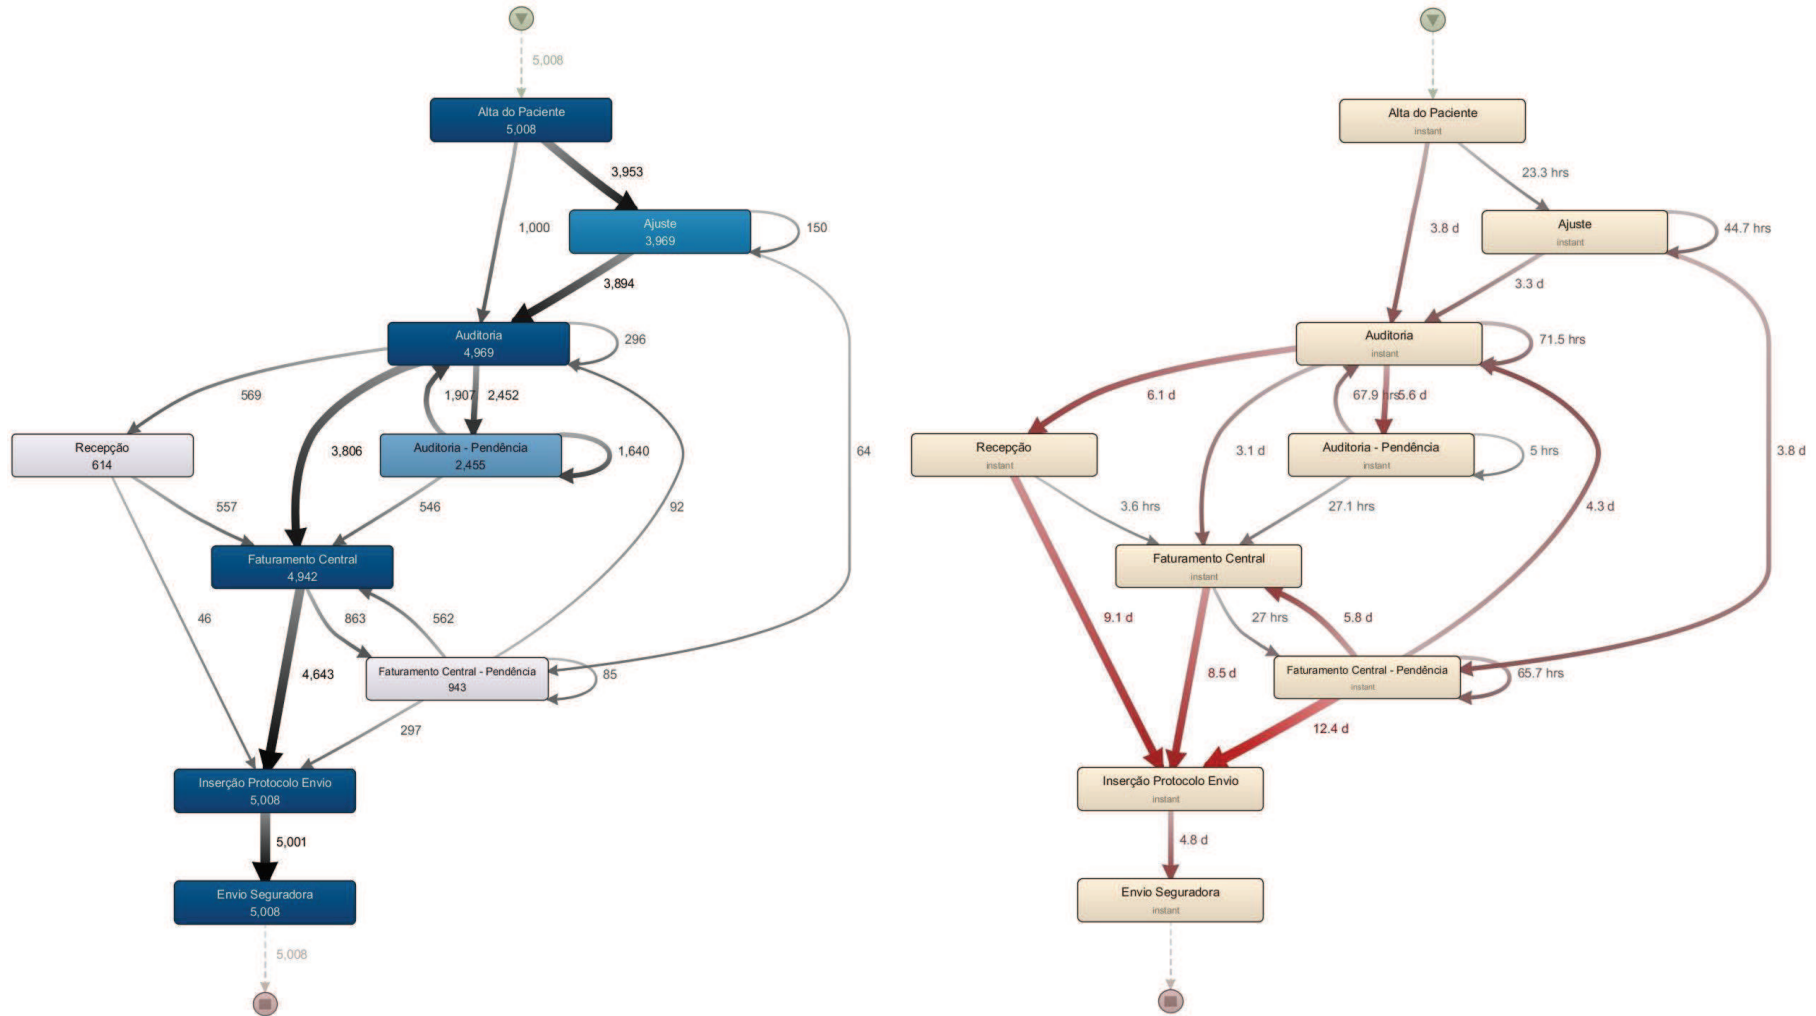 5,008
Alta do Paciente
5,008
3,953
1,000
Ajuste
3,969
150
3,894
Auditoria
4,969
296
569
1,907
2,452
Recepção
614
3,806
Auditoria - Pendência
2,455
1,640
64
557
546
92
Faturamento Central
4,942
46
863
562
4,643
Faturamento Central - Pendência
943
85
297
Inserção Protocolo Envio
5,008
5,001
Envio Seguradora
5,008
5,008
Alta do Paciente
instant
23.3 hrs
3.8 d
Ajuste
instant
44.7 hrs
3.3 d
Auditoria
instant
71.5 hrs
6.1 d
67.9 hrs
5.6 d
Recepção
instant
3.1 d
Auditoria - Pendência
instant
5 hrs
3.8 d
3.6 hrs
27.1 hrs
4.3 d
Faturamento Central
instant
9.1 d
27 hrs
5.8 d
8.5 d
Faturamento Central - Pendência
instant
65.7 hrs
12.4 d
Inserção Protocolo Envio
instant
4.8 d
Envio Seguradora
instant